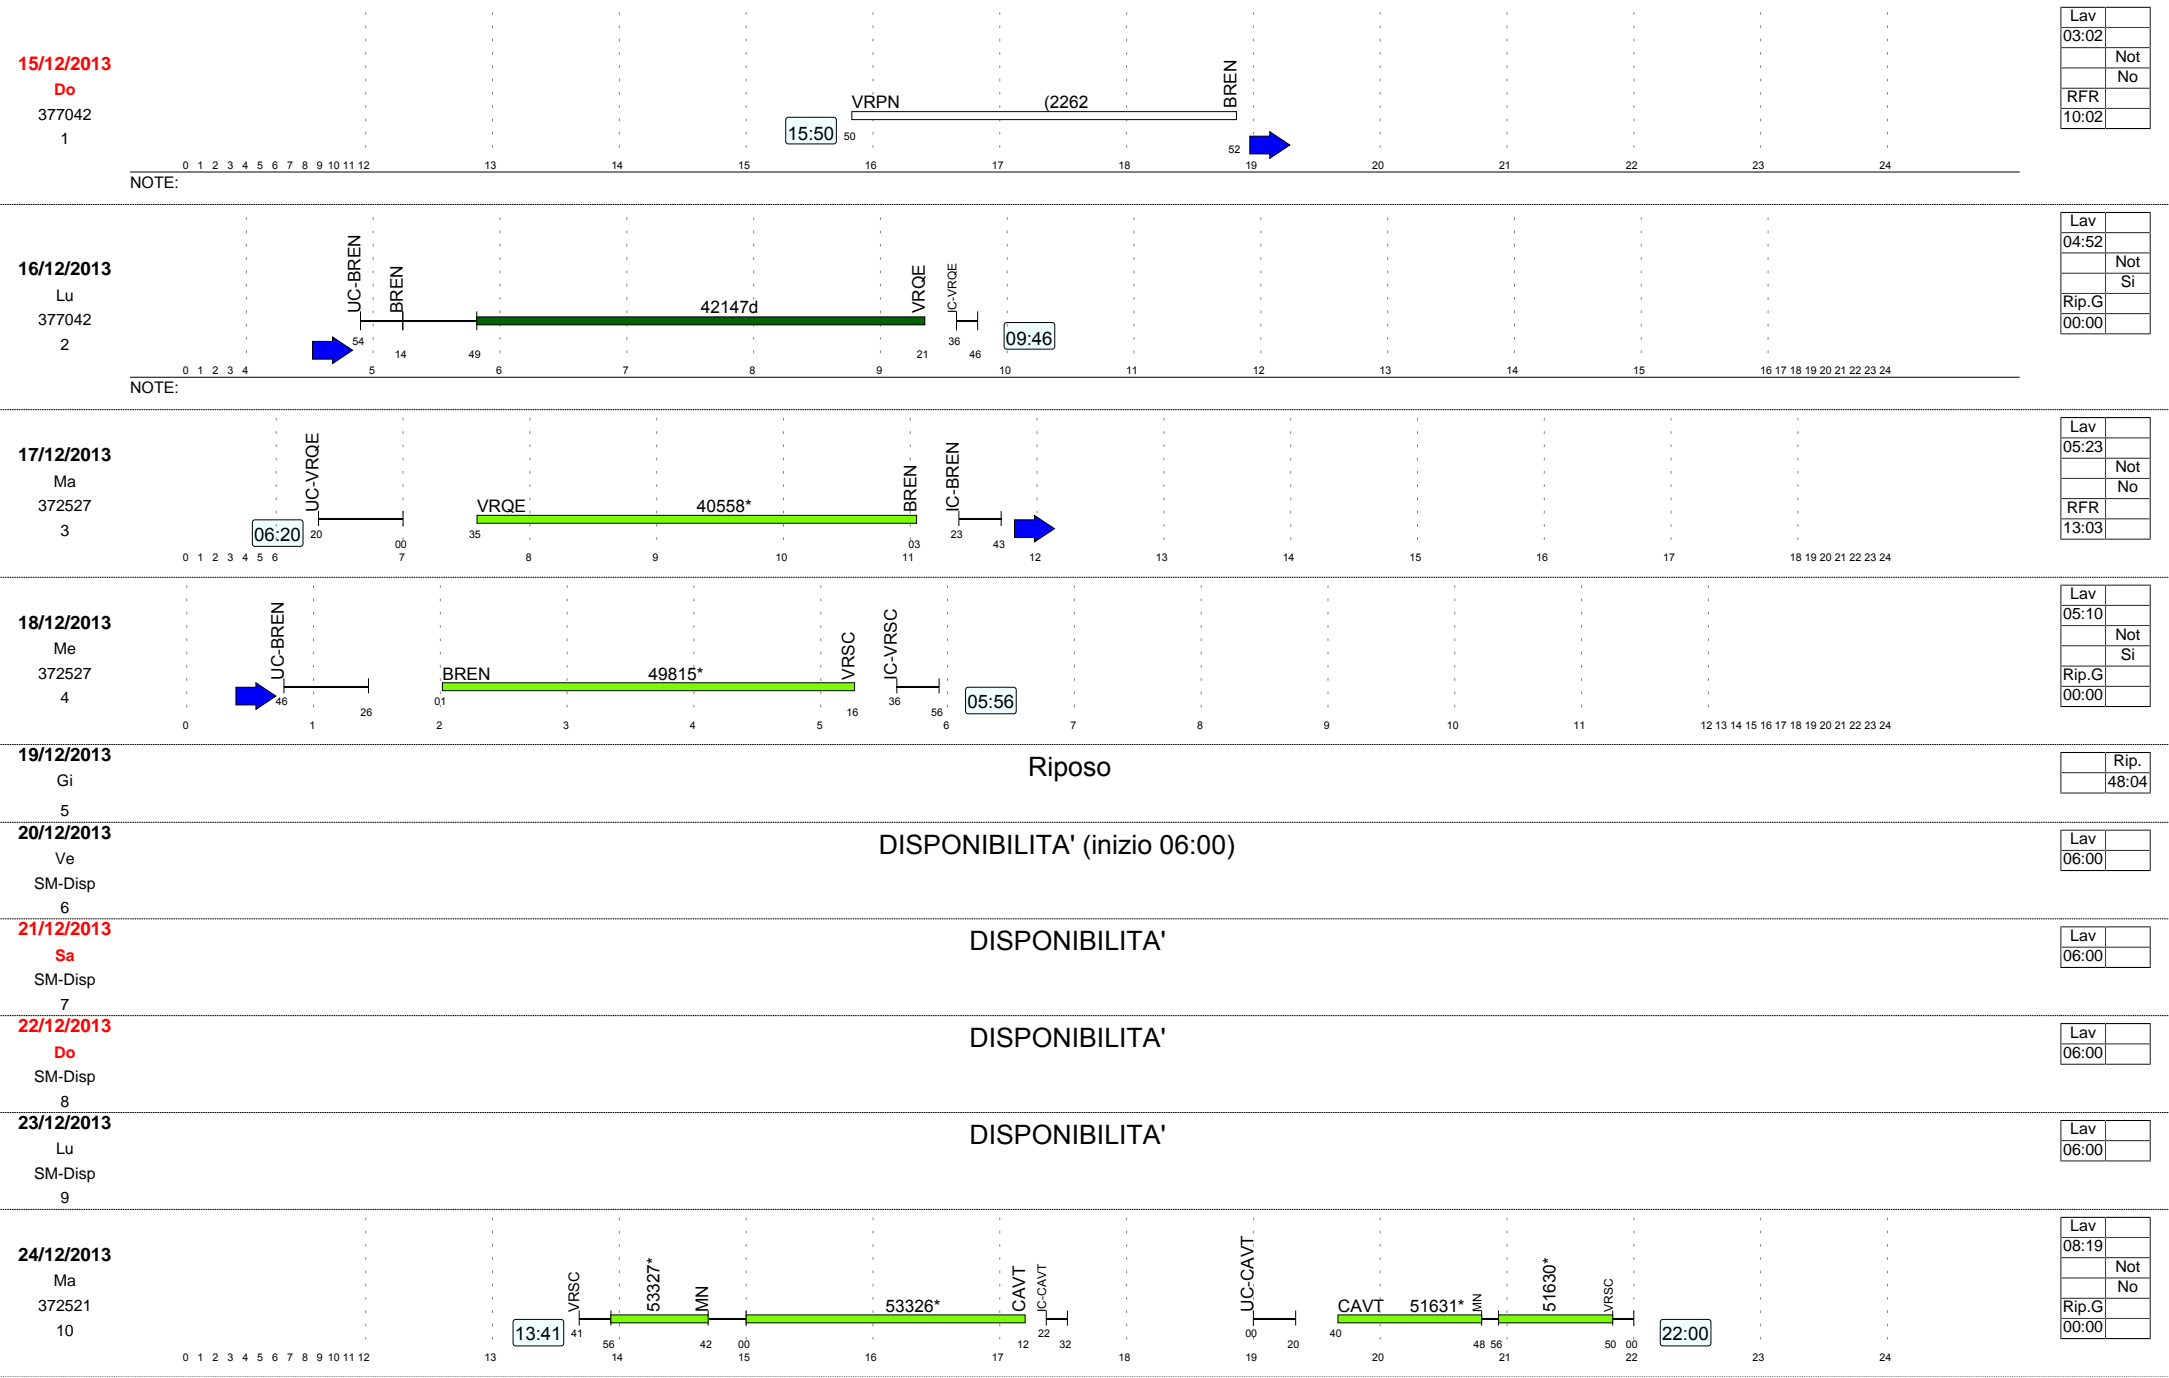 15/12/2013
Do
377042
1
15:50
50
VRPN
(2262
BREN
52
0 1 2 3 4 5 6 7 8 9 10 11 12 13 14 15 16 17 18 19 20 21 22 23 24
NOTE:
Lav
03:02
Not
No
RFR
10:02
16/12/2013
Lu
377042
2
UC-BREN
BREN
42147d
VRQE
IC-VRQE
54
14
49
21
36
46
09:46
0 1 2 3 4 5 6 7 8 9 10 11 12 13 14 15 16 17 18 19 20 21 22 23 24
NOTE:
Lav
04:52
Not
Si
Rip.G
00:00
17/12/2013
Ma
372527
3
06:20
UC-VRQE
VRQE
40558*
BREN
IC-BREN
20
00
35
03
23
43
0 1 2 3 4 5 6 7 8 9 10 11 12 13 14 15 16 17 18 19 20 21 22 23 24
Lav
05:23
Not
No
RFR
13:03
18/12/2013
Me
372527
4
UC-BREN
BREN
49815*
VRSC
IC-VRSC
46
26
01
16
36
56
05:56
0 1 2 3 4 5 6 7 8 9 10 11 12 13 14 15 16 17 18 19 20 21 22 23 24
Lav
05:10
Not
Si
Rip.G
00:00
19/12/2013
Gi
5
Riposo
Rip.
48:04
20/12/2013
Ve
SM-Disp
6
DISPONIBILITA' (inizio 06:00)
Lav
06:00
21/12/2013
Sa
SM-Disp
7
DISPONIBILITA'
Lav
06:00
22/12/2013
Do
SM-Disp
8
DISPONIBILITA'
Lav
06:00
23/12/2013
Lu
SM-Disp
9
DISPONIBILITA'
Lav
06:00
24/12/2013
Ma
372521
10
13:41
VRSC
53327*
MN
53326*
CAVT
IC-CAVT
UC-CAVT
CAVT
51631*
MN
51630*
VRSC
41
56
42
00
12
22
32
00
20
40
48
56
50
00
22:00
0 1 2 3 4 5 6 7 8 9 10 11 12 13 14 15 16 17 18 19 20 21 22 23 24
Lav
08:19
Not
No
Rip.G
00:00